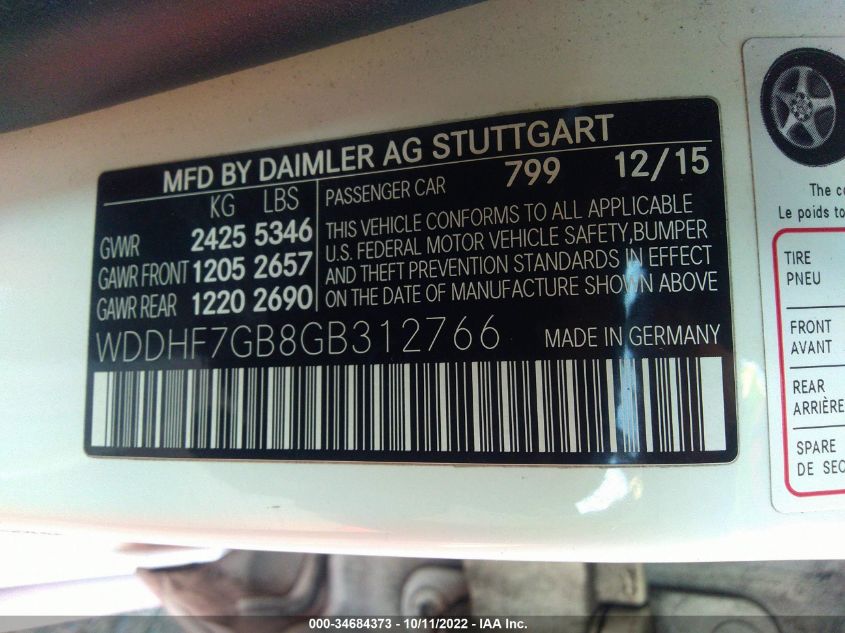 MFD BY DAIMLER AG STUTTGART
KG LBS
GVWR 2425 5346
GAWR FRONT 1205 2657
GAWR REAR 1220 2690
PASSENGER CAR 799 12/15
THIS VEHICLE CONFORMS TO ALL APPLICABLE
U.S. FEDERAL MOTOR VEHICLE SAFETY, BUMPER
AND THEFT PREVENTION STANDARDS IN EFFECT
ON THE DATE OF MANUFACTURE SHOWN ABOVE
WDDHF7GB8GB312766 MADE IN GERMANY
The co
Le poids to
TIRE
PNEU
FRONT
AVANT
REAR
ARRIÈRE
SPARE
DE SEC
000-34684373 - 10/11/2022 - IAA Inc.